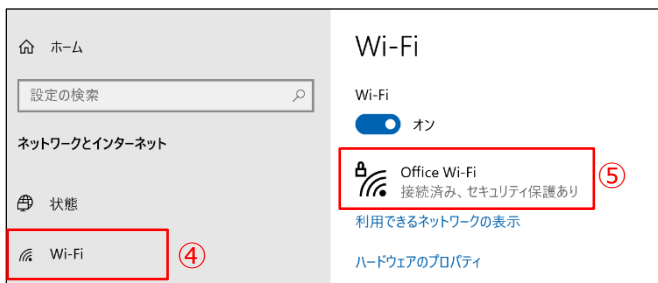 ホーム
設定の検索
ネットワークとインターネット
状態
Wi-Fi
④
Wi-Fi
Wi-Fi
オン
Office Wi-Fi
接続済み、セキュリティ保護あり
⑤
利用できるネットワークの表示
ハードウェアのプロパティ